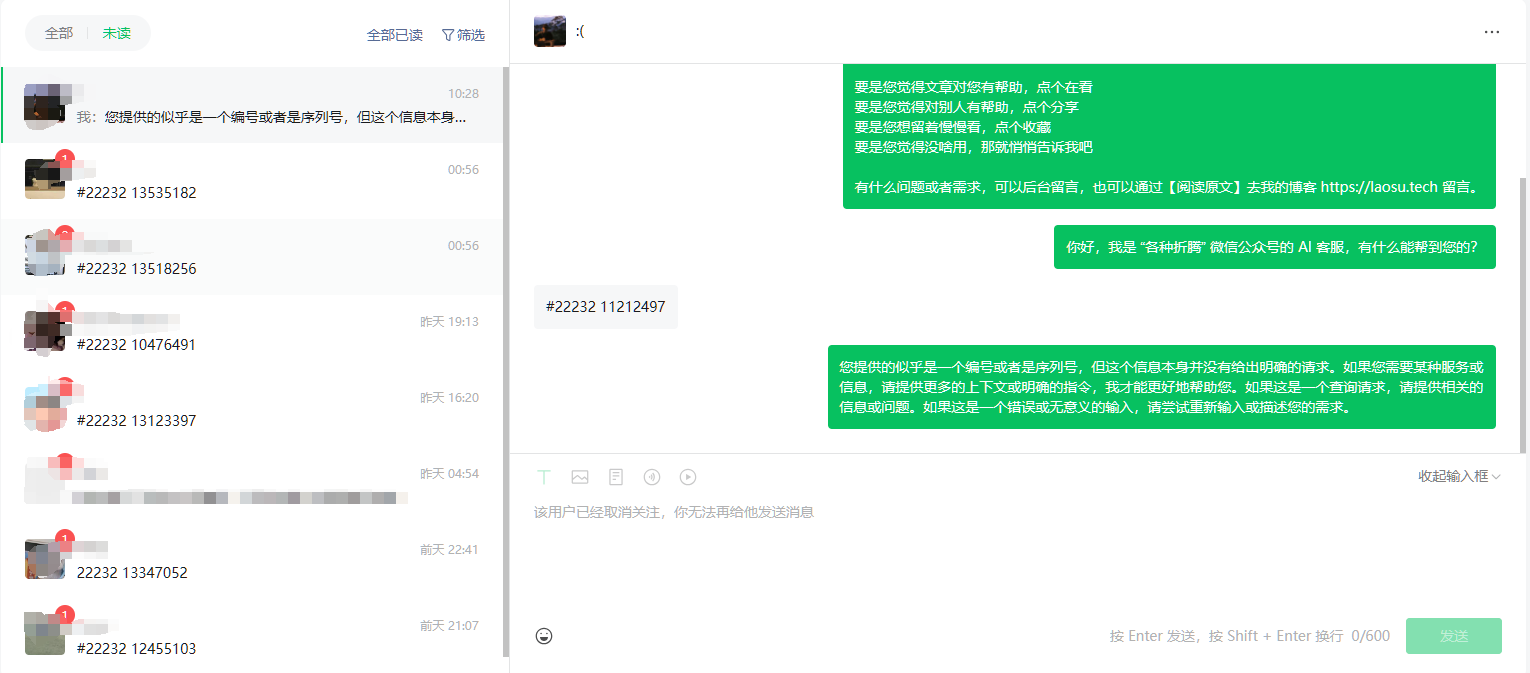 全部
未读
全部已读
筛选
10:28
我：您提供的似乎是一个编号或者是序列号，但这个信息本身...
1
00:56
#22232 13535182
00:56
#22232 13518256
1
昨天 19:13
#22232 10476491
昨天 16:20
#22232 13123397
昨天 04:54
1
前天 22:41
22232 13347052
1
前天 21:07
#22232 12455103
:(
...
要是您觉得文章对您有帮助，点个在看
要是您觉得对别人有帮助，点个分享
要是您想留着慢慢看，点个收藏
要是您觉得没啥用，那就悄悄告诉我吧
有什么问题或者需求，可以后台留言，也可以通过【阅读原文】去我的博客 https://laosu.tech 留言。
你好，我是 “各种折腾” 微信公众号的 AI 客服，有什么能帮到您的？
#22232 11212497
您提供的似乎是一个编号或者是序列号，但这个信息本身并没有给出明确的请求。如果您需要某种服务或
信息，请提供更多的上下文或明确的指令，我才能更好地帮助您。如果这是一个查询请求，请提供相关的
信息或问题。如果这是一个错误或无意义的输入，请尝试重新输入或描述您的需求。
收起输入框
该用户已经取消关注，你无法再给他发送消息
按 Enter 发送，按 Shift + Enter 换行 0/600
发送